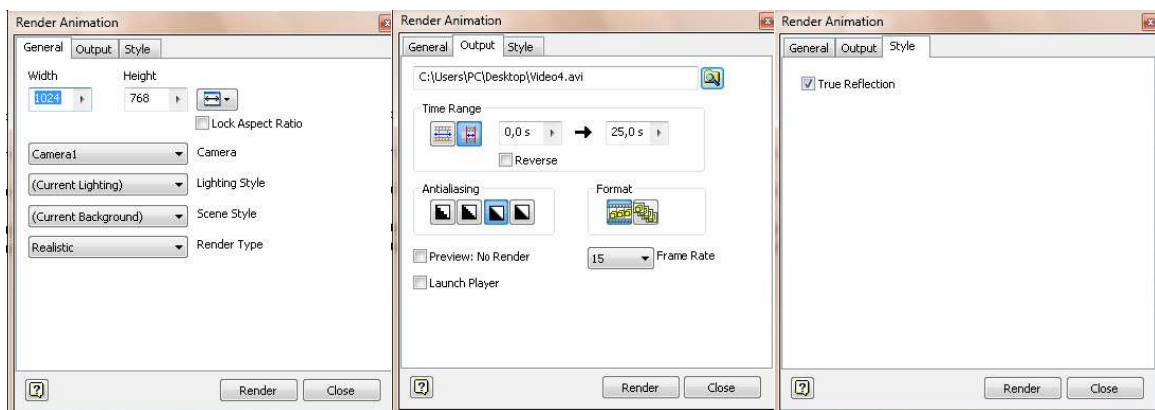 Render Animation
General Output Style
Width Height
1024 768
Lock Aspect Ratio
Camera1 Camera
(Current Lighting) Lighting Style
(Current Background) Scene Style
Realistic Render Type
Render Close
Render Animation
General Output Style
C:\Users\PC\Desktop\Video4.avi
Time Range
0,0 s 25,0 s
Reverse
Antialiasing Format
Preview: No Render 15 Frame Rate
Launch Player
Render Close
Render Animation
General Output Style
True Reflection
Render Close